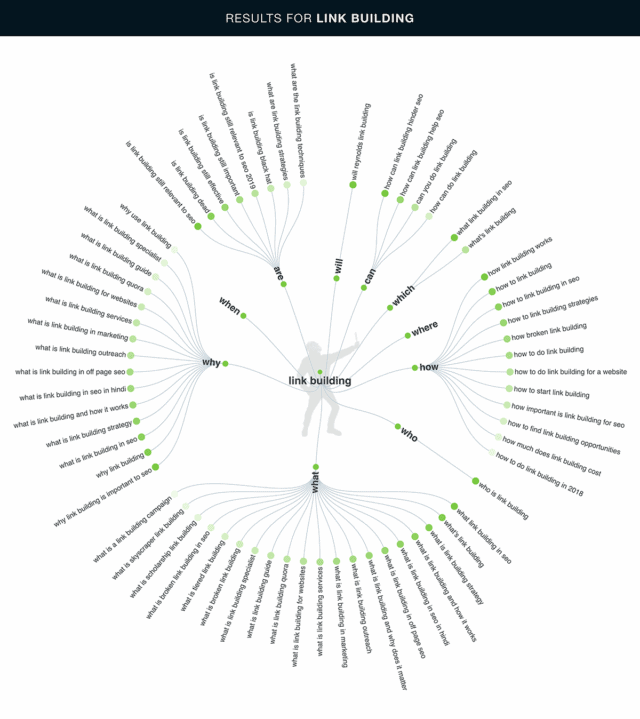 RESULTS FOR LINK BUILDING
link building
are
is link building still relevant to seo
is link building dead
is link building still effective
is link building still important
is link building still relevant to seo 2019
is link building black hat
what are link building strategies
what are the link building techniques
will
will reynolds link building
can
how can link building hinder seo
how can link building help seo
can you do link building
how can do link building
which
what link building in seo
what's link building
where
how
how link building works
how to link building
how to link building in seo
how to link building strategies
how broken link building
how to do link building
how to do link building for a website
how to start link building
how important is link building for seo
how to find link building opportunities
how much does link building cost
how to do link building in 2018
who
who is link building
what
what link building in seo
what's link building
what is link building strategy
what is link building and how it works
what is link building in seo in hindi
what is link building in off page seo
what is link building and why does it matter
what is link building outreach
what is link building in marketing
what is link building services
what is link building for websites
what is link building quora
what is link building guide
what is link building specialist
what is broken link building
what is tiered link building
what is broken link building in seo
what is scholarship link building
what is skyscraper link building
what is a link building campaign
why
why link building is important to seo
why link building
what is link building in seo
what is link building strategy
what is link building and how it works
what is link building in seo in hindi
what is link building in off page seo
what is link building outreach
what is link building in marketing
what is link building services
what is link building for websites
what is link building quora
what is link building guide
what is link building specialist
why use link building
when